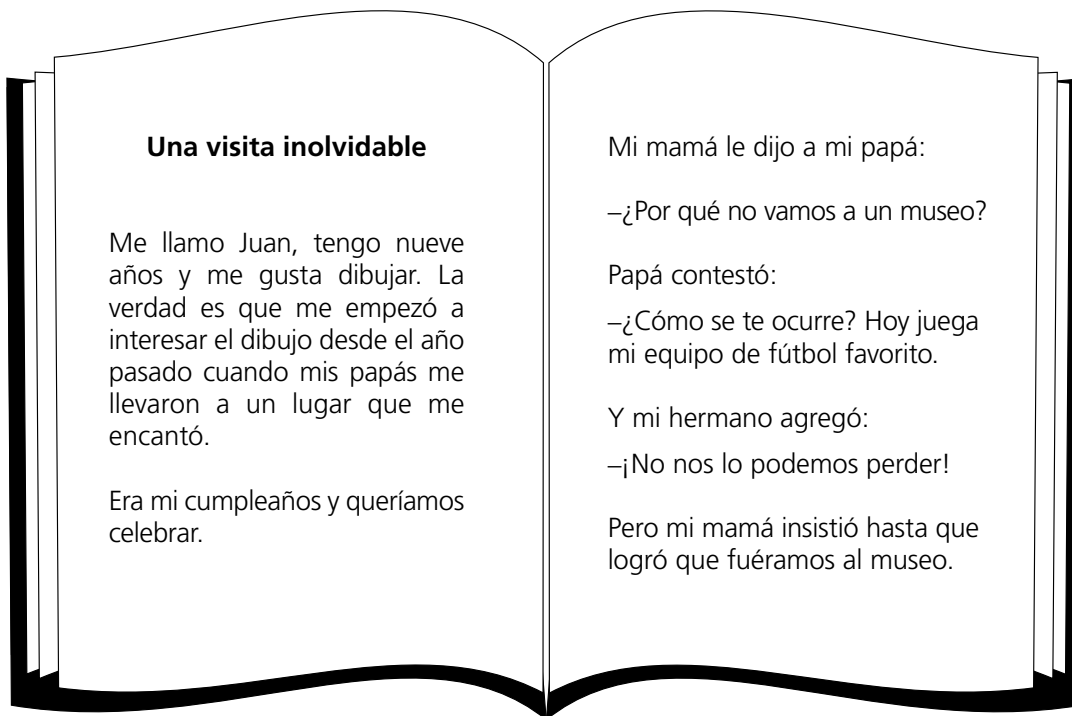 Una visita inolvidable
Me llamo Juan, tengo nueve
años y me gusta dibujar. La
verdad es que me empezó a
interesar el dibujo desde el año
pasado cuando mis papás me
llevaron a un lugar que me
encantó.
Era mi cumpleaños y queríamos
celebrar.
Mi mamá le dijo a mi papá:
–¿Por qué no vamos a un museo?
Papá contestó:
–¿Cómo se te ocurre? Hoy juega
mi equipo de fútbol favorito.
Y mi hermano agregó:
–¡No nos lo podemos perder!
Pero mi mamá insistió hasta que
logró que fuéramos al museo.